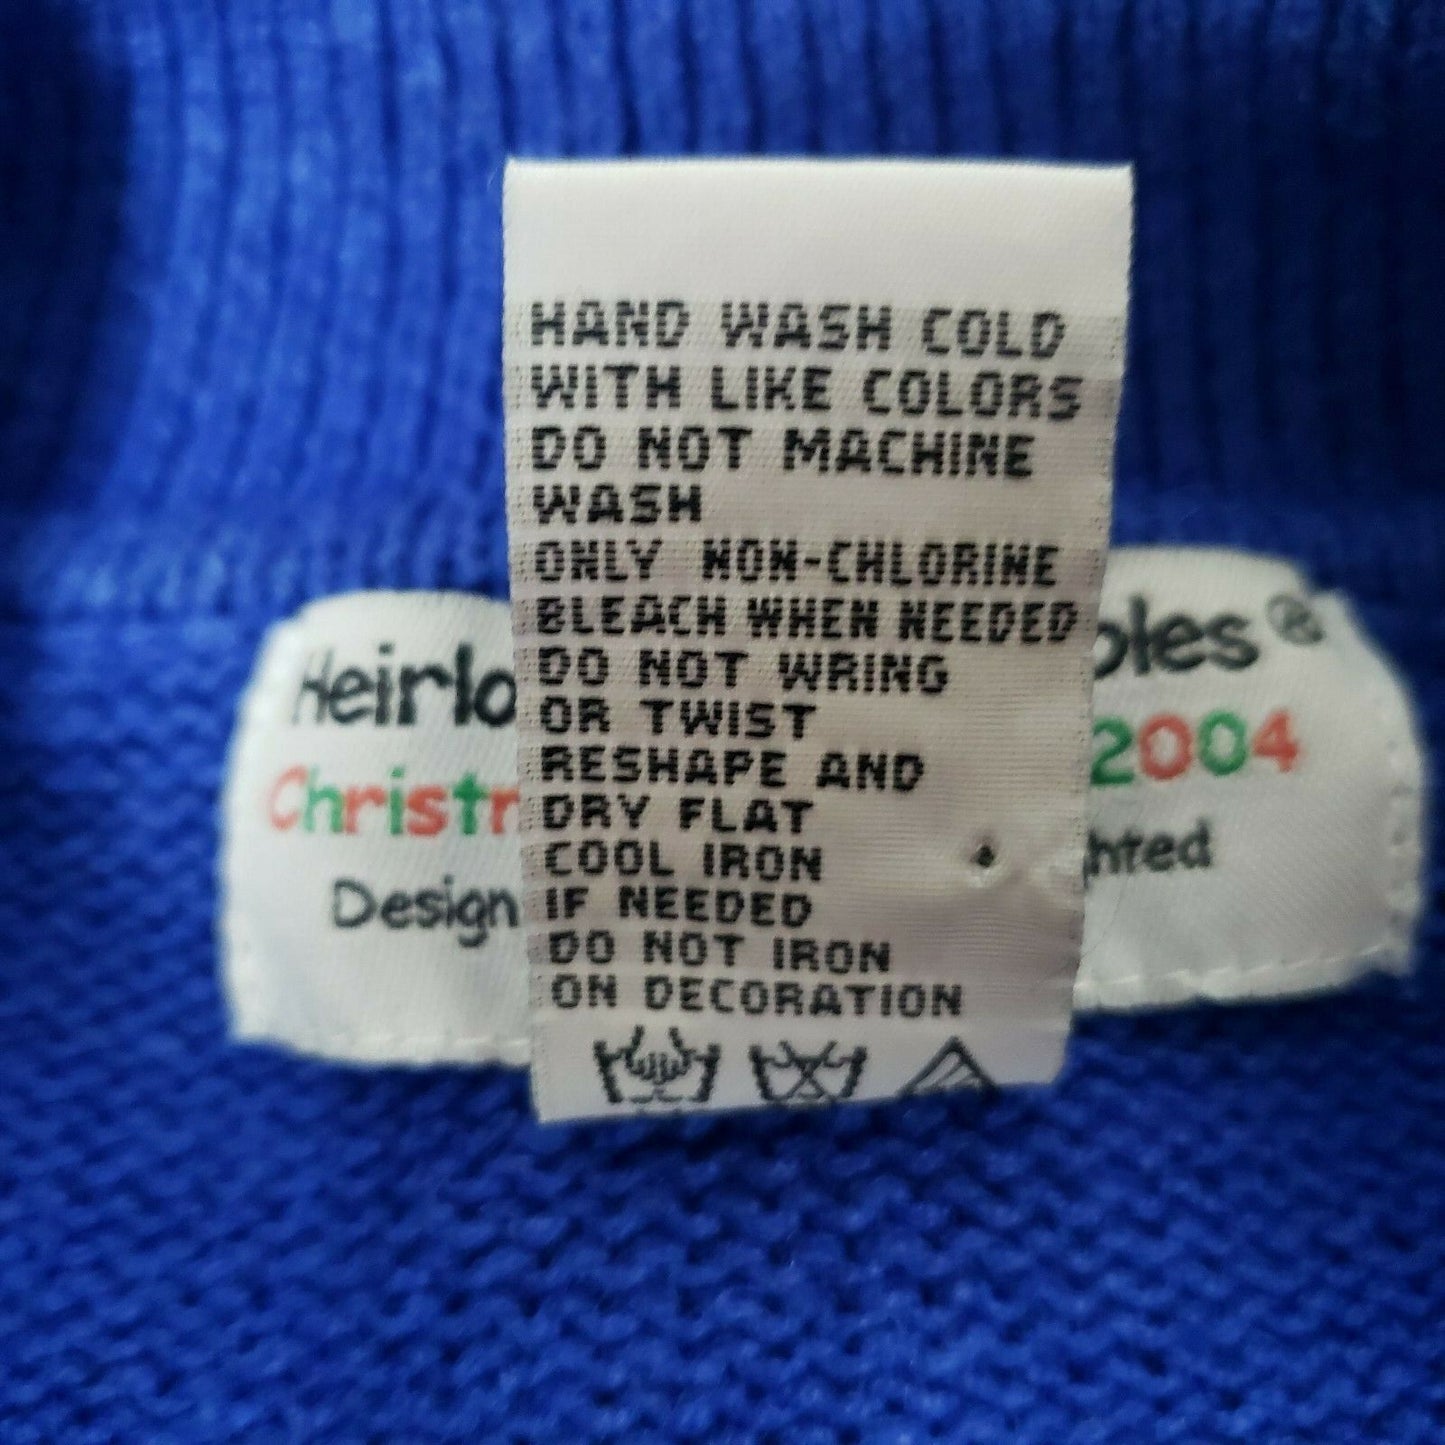 HAND WASH COLD
WITH LIKE COLORS
DO NOT MACHINE
WASH
ONLY NON-CHLORINE
BLEACH WHEN NEEDED
DO NOT WRING
OR TWIST
RESHAPE AND
DRY FLAT
COOL IRON
IF NEEDED
DO NOT IRON
ON DECORATION
Heirlo bles®
Christm 2004
Design ghted